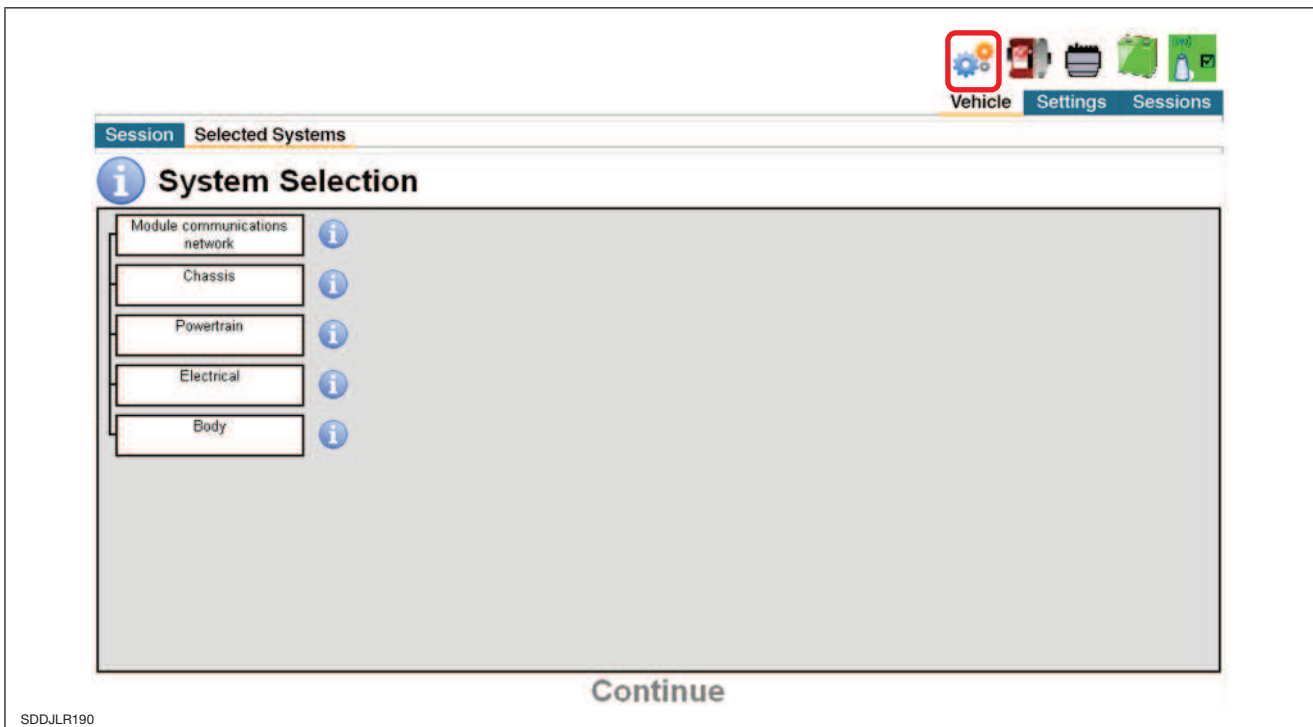 Vehicle Settings Sessions
Session Selected Systems
System Selection
Module communications
network
Chassis
Powertrain
Electrical
Body
Continue
SDDJLR190